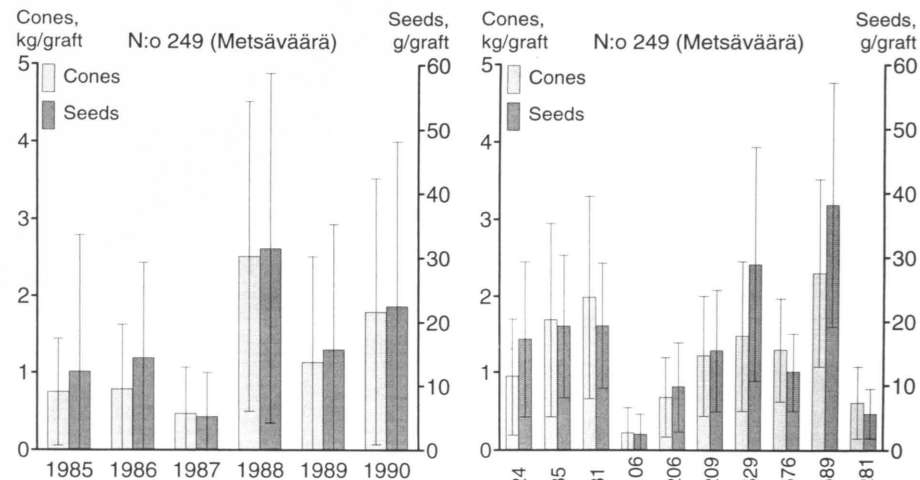 Cones,
kg/graft
N:o 249 (Metsäväärä)
Seeds,
g/graft
5
4
3
2
1
0
Cones
Seeds
60
50
40
30
20
10
0
1985 1986 1987 1988 1989 1990
Cones,
kg/graft
N:o 249 (Metsäväärä)
Seeds,
g/graft
5
4
3
2
1
0
Cones
Seeds
60
50
40
30
20
10
0